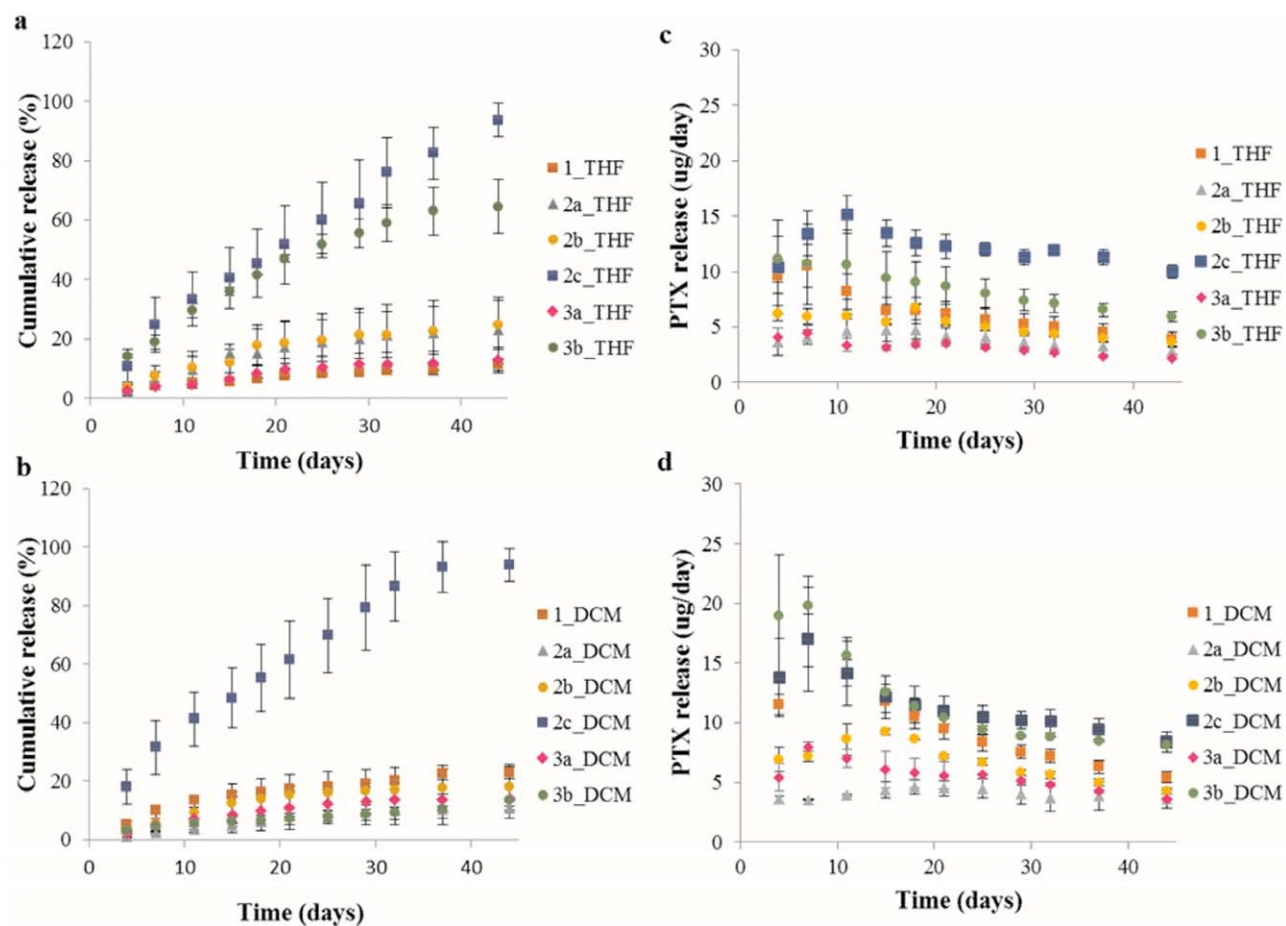 a
120
100
80
60
40
20
0
0 10 20 30 40
Cumulative release (%)
Time (days)
1_THF
2a_THF
2b_THF
2c_THF
3a_THF
3b_THF
c
30
25
20
15
10
5
0
0 10 20 30 40
PTX release (ug/day)
Time (days)
1_THF
2a_THF
2b_THF
2c_THF
3a_THF
3b_THF
b
120
100
80
60
40
20
0
0 10 20 30 40
Cumulative release (%)
Time (days)
1_DCM
2a_DCM
2b_DCM
2c_DCM
3a_DCM
3b_DCM
d
30
25
20
15
10
5
0
0 10 20 30 40
PTX release (ug/day)
Time (days)
1_DCM
2a_DCM
2b_DCM
2c_DCM
3a_DCM
3b_DCM